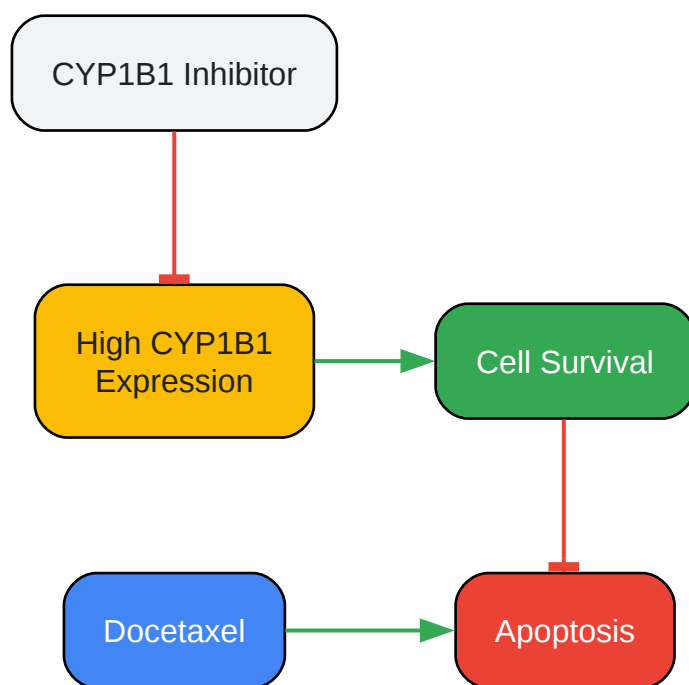 CYP1B1 Inhibitor
High CYP1B1
Expression
Cell Survival
Docetaxel
Apoptosis